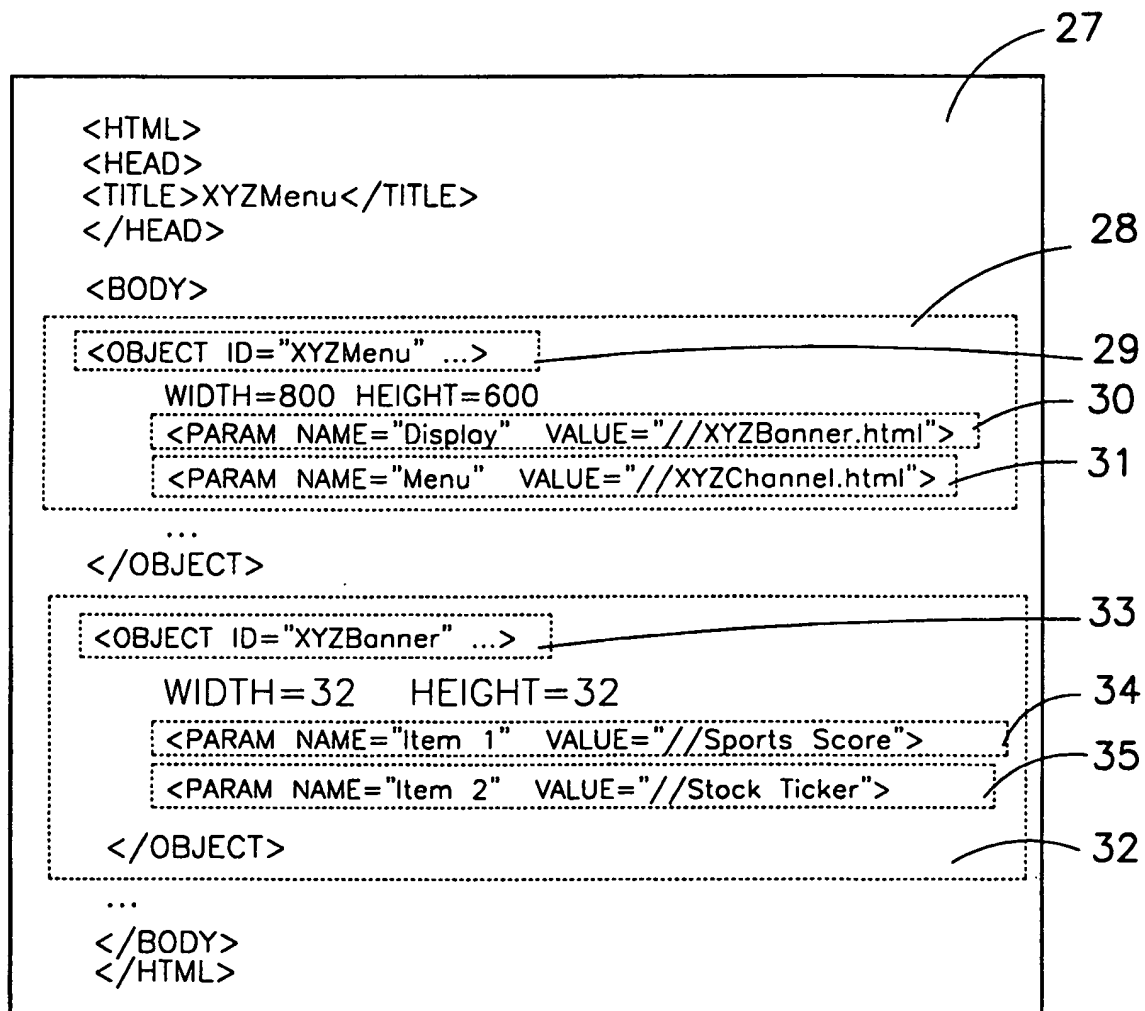 27
<HTML>
<HEAD>
<TITLE>XYZMenu</TITLE>
</HEAD>
28
<BODY>
<OBJECT ID="XYZMenu" ...>
29
WIDTH=800 HEIGHT=600
30
<PARAM NAME="Display" VALUE="//XYZBanner.html">
<PARAM NAME="Menu" VALUE="//XYZChannel.html">
31
...
</OBJECT>
33
<OBJECT ID="XYZBanner" ...>
WIDTH=32 HEIGHT=32
34
<PARAM NAME="Item 1" VALUE="//Sports Score">
35
<PARAM NAME="Item 2" VALUE="//Stock Ticker">
</OBJECT>
32
...
</BODY>
</HTML>